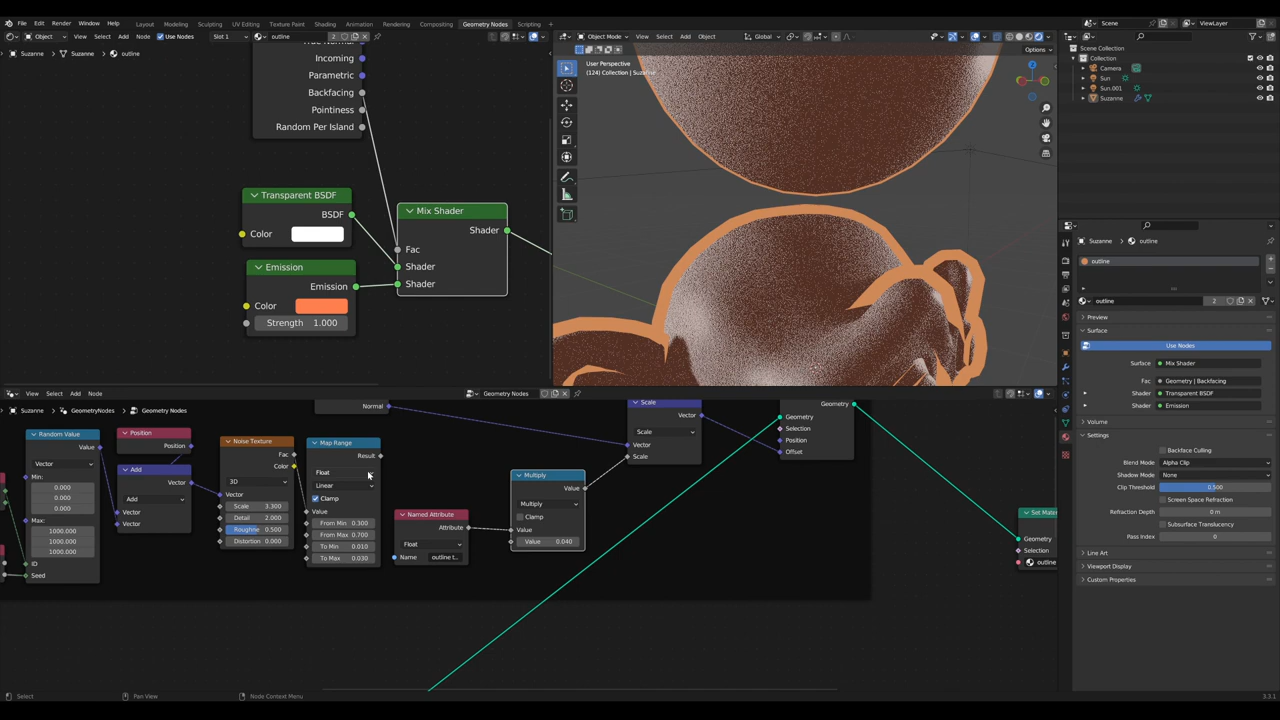 File Edit Render Window Help Layout Modeling Sculpting UV Editing Texture Paint Shading Animation Rendering Compositing Geometry Nodes Scripting
Scene ViewLayer
Object View Select Add Node Use Nodes Slot 1 outline 2
Object Mode View Select Add Object Global
Suzanne Suzanne outline
Options
User Perspective
(124) Collection | Suzanne
Incoming
Parametric
Backfacing
Pointiness
Random Per Island
Transparent BSDF
BSDF
Color
Emission
Emission
Color
Strength 1.000
Mix Shader
Shader
Fac
Shader
Shader
Scene Collection
Collection
Camera
Sun
Sun.001
Suzanne
Suzanne outline
outline
outline 2
Preview
Surface
Use Nodes
Surface Mix Shader
Fac Geometry | Backfacing
Shader Transparent BSDF
Shader Emission
Volume
Settings
Backface Culling
Blend Mode Alpha Clip
Shadow Mode None
Clip Threshold 0.500
Screen Space Refraction
Refraction Depth 0 m
Subsurface Translucency
Pass Index 0
Line Art
Viewport Display
Custom Properties
View Select Add Node Geometry Nodes
Suzanne GeometryNodes Geometry Nodes
Random Value
Value
Vector
Min:
0.000
0.000
0.000
Max:
1000.000
1000.000
1000.000
ID
Seed
Position
Position
Add
Vector
Add
Vector
Vector
Noise Texture
Fac
Color
3D
Vector
Scale 3.300
Detail 2.000
Roughne 0.500
Distortion 0.000
Normal
Map Range
Result
Float
Linear
Clamp
Value
From Min 0.300
From Max 0.700
To Min 0.010
To Max 0.030
Named Attribute
Attribute
Float
Name outline t...
Multiply
Value
Multiply
Clamp
Value
Value 0.040
Scale
Vector
Scale
Vector
Scale
Geometry
Geometry
Selection
Position
Offset
Set Mater
Geometry
Selection
outline
Select Pan View Node Context Menu 3.3.1